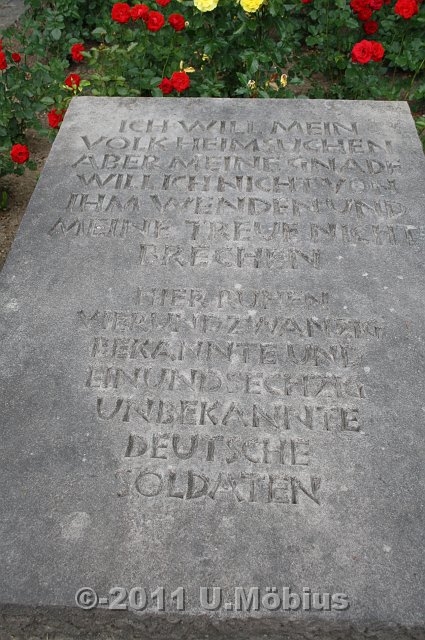 ICH WILL MEIN
VOLK HEIMSUCHEN
ABER MEINE GNADE
WILL ICH NICHT VON
IHM WENDEN UND
MEINE TREUE NICHT
BRECHEN
HIER RUHEN
VIERUNDZWANZIG
BEKANNTE UND
EINUNDSECHZIG
UNBEKANNTE
DEUTSCHE
SOLDATEN
©-2011 U.Möbius